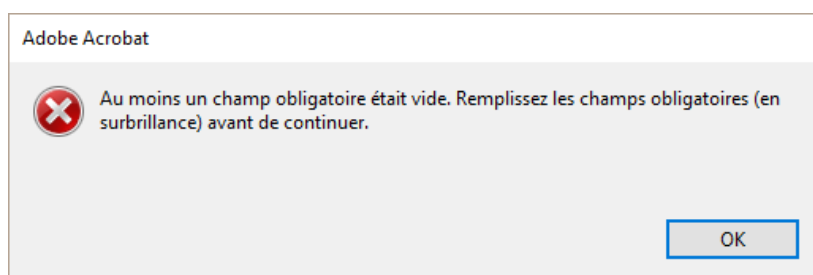 Adobe Acrobat
Au moins un champ obligatoire était vide. Remplissez les champs obligatoires (en
surbrillance) avant de continuer.
OK